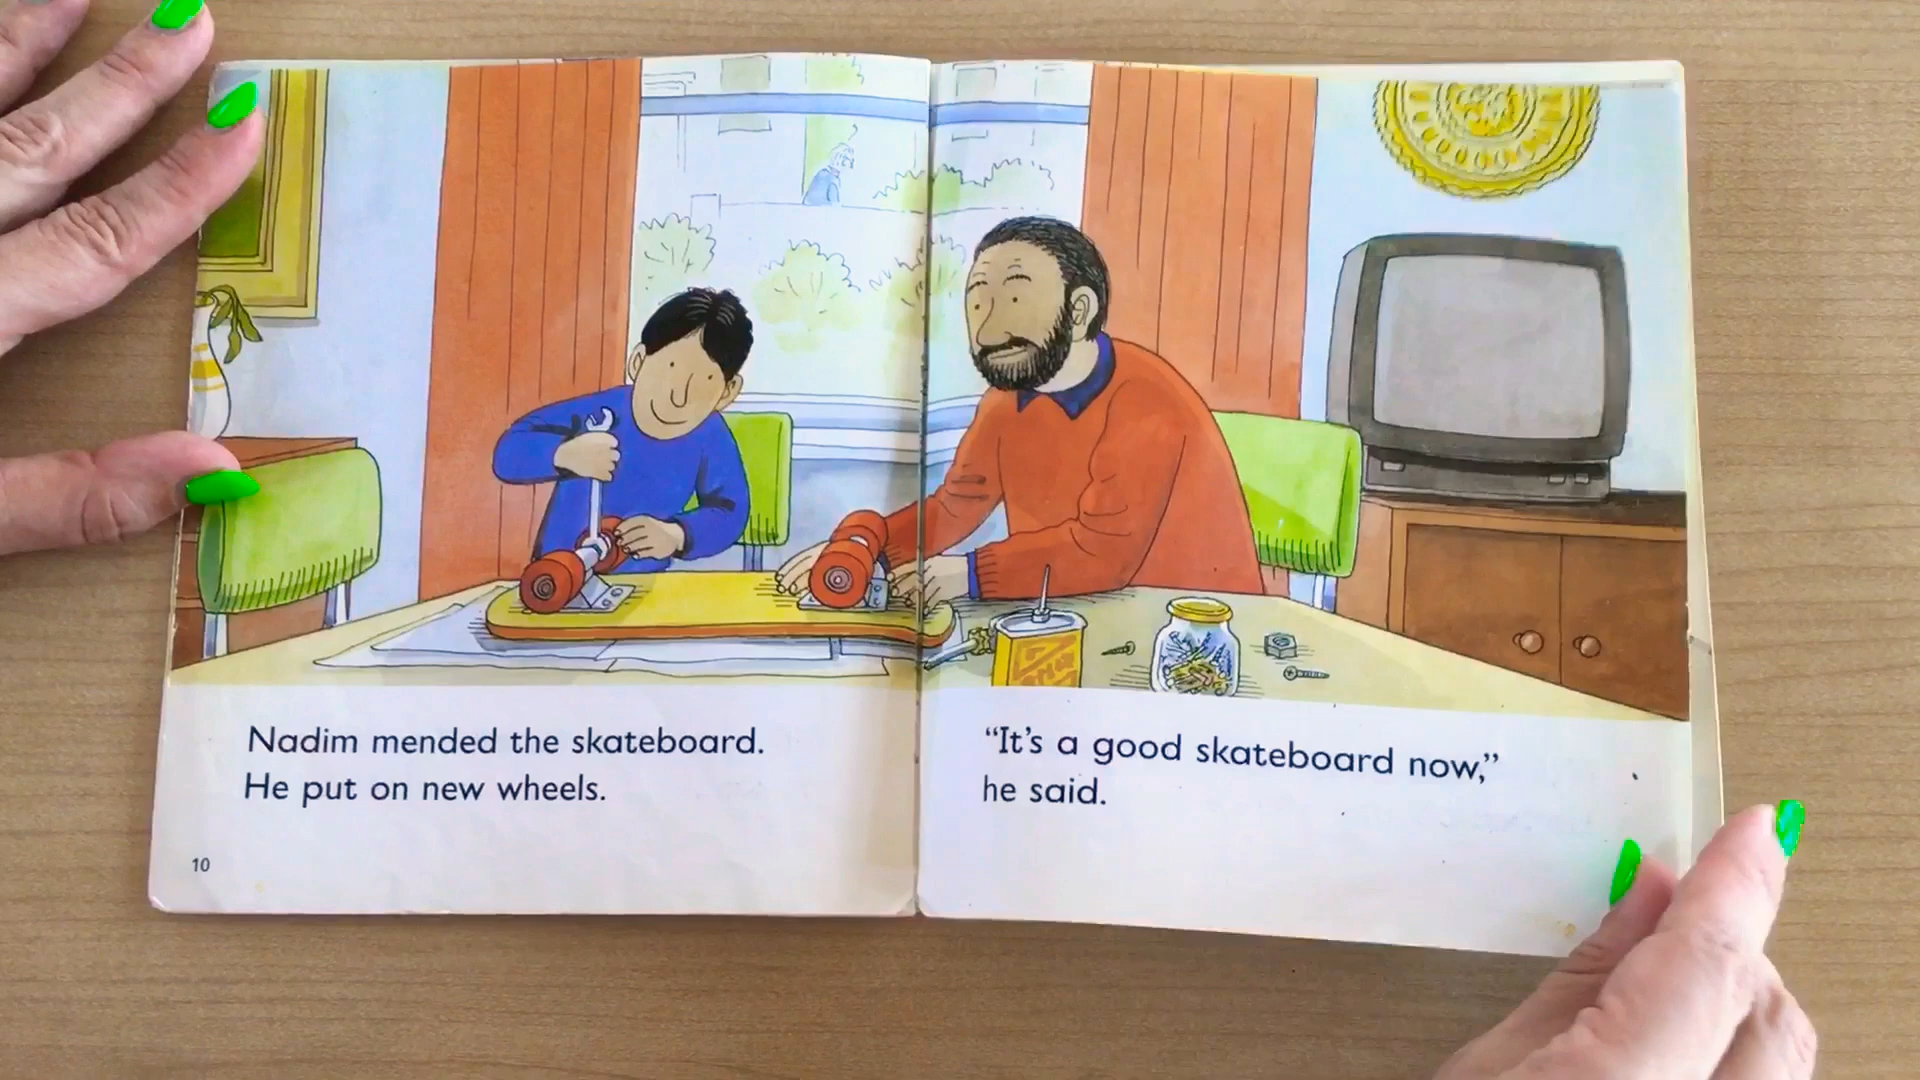 Nadim mended the skateboard.
He put on new wheels.
10
“It’s a good skateboard now,”
he said.